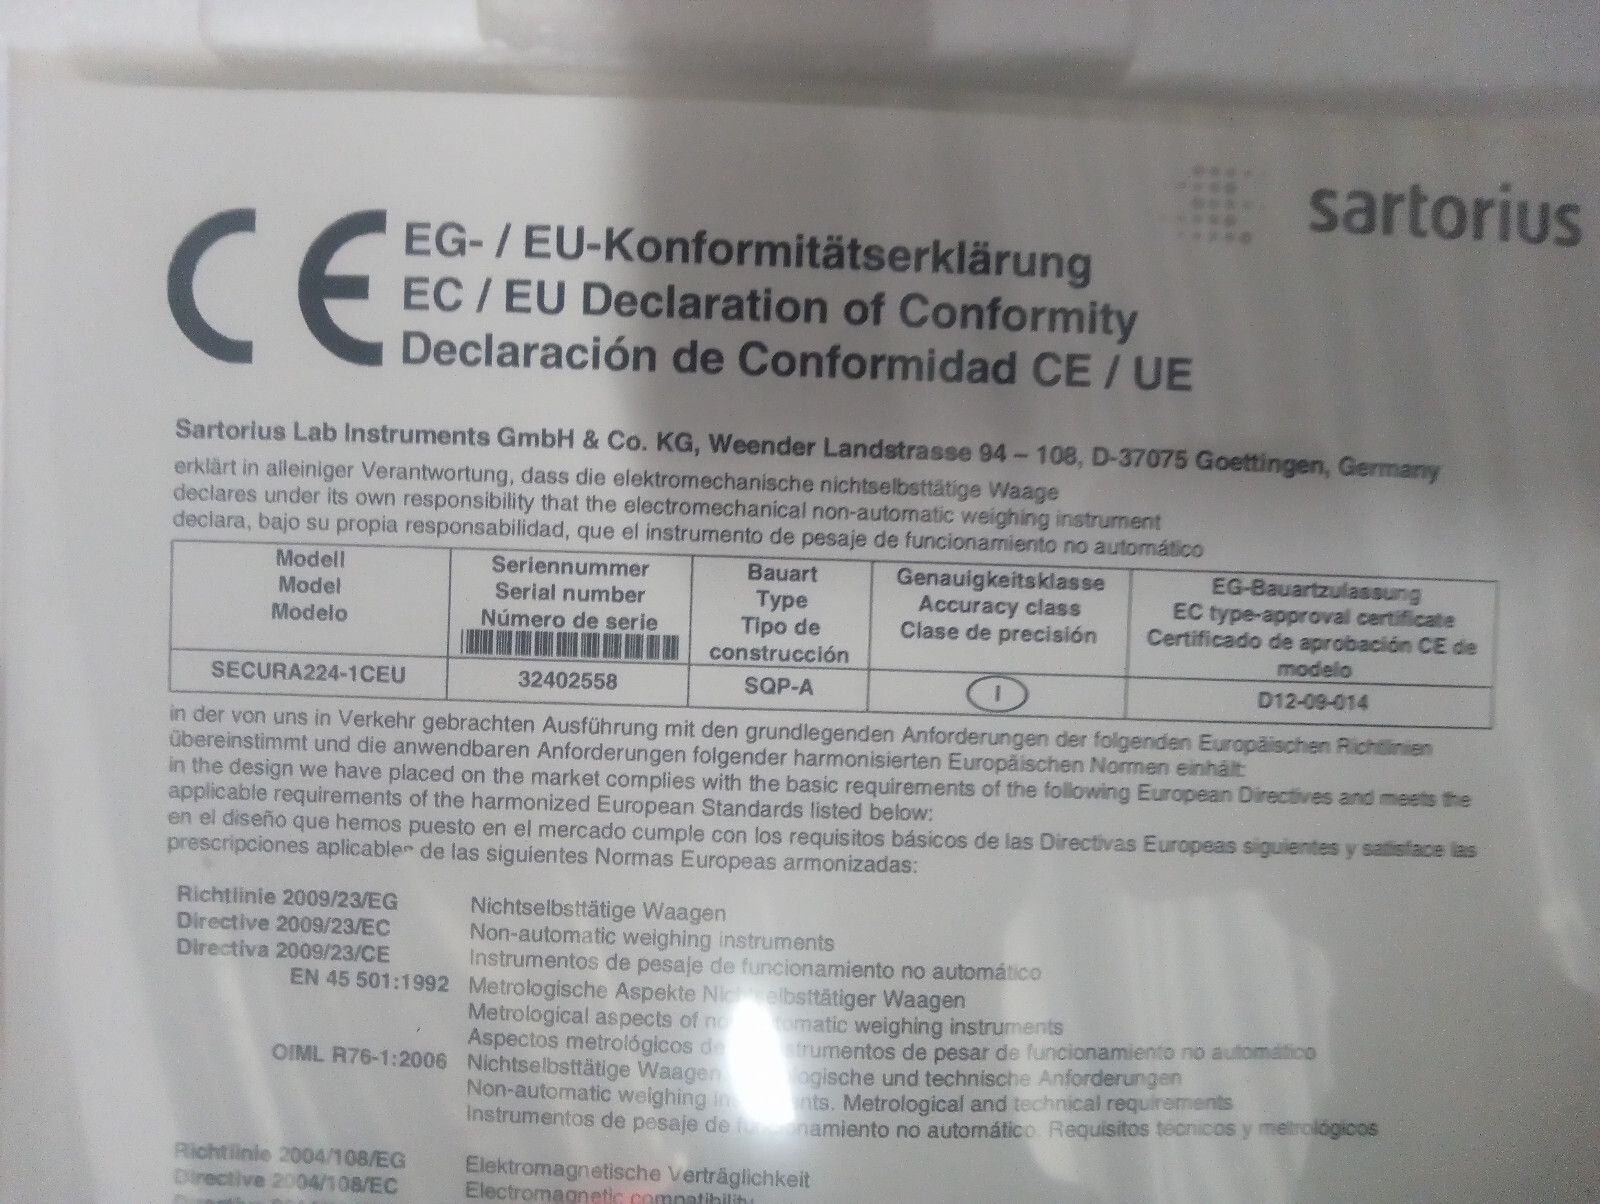 sartorius
CE
EG- / EU-Konformitätserklärung
EC / EU Declaration of Conformity
Declaración de Conformidad CE / UE
Sartorius Lab Instruments GmbH & Co. KG, Weender Landstrasse 94 – 108, D-37075 Goettingen, Germany
erklärt in alleiniger Verantwortung, dass die elektromechanische nichtselbsttätige Waage
declares under its own responsibility that the electromechanical non-automatic weighing instrument
declara, bajo su propia responsabilidad, que el instrumento de pesaje de funcionamiento no automático
Modell
Model
Modelo
Seriennummer
Serial number
Número de serie
Bauart
Type
Tipo de
construcción
Genauigkeitsklasse
Accuracy class
Clase de precisión
EG-Bauartzulassung
EC type-approval certificate
Certificado de aprobación CE de
modelo
SECURA224-1CEU
32402558
SQP-A
I
D12-09-014
in der von uns in Verkehr gebrachten Ausführung mit den grundlegenden Anforderungen der folgenden Europäischen Richtlinien
übereinstimmt und die anwendbaren Anforderungen folgender harmonisierten Europäischen Normen einhält:
in the design we have placed on the market complies with the basic requirements of the following European Directives and meets the
applicable requirements of the harmonized European Standards listed below:
en el diseño que hemos puesto en el mercado cumple con los requisitos básicos de las Directivas Europeas siguientes y satisface las
prescripciones aplicables de las siguientes Normas Europeas armonizadas:
Richtlinie 2009/23/EG Nichtselbsttätige Waagen
Directive 2009/23/EC Non-automatic weighing instruments
Directiva 2009/23/CE Instrumentos de pesaje de funcionamiento no automático
EN 45 501:1992 Metrologische Aspekte Waagen
Metrological aspects of weighing instruments
Aspectos metrológicos de pesar de funcionamiento no automático
OIML R76-1:2006 Nichtselbsttätige Waagen und technische Anforderungen
Non-automatic weighing Metrological and technical requirements
Instrumentos de pesaje de no automático. Requisitos técnicos y metrológicos
Richtlinie 2004/108/EG Elektromagnetische Verträglichkeit
Directive 2004/108/EC Electromagnetic compatibility